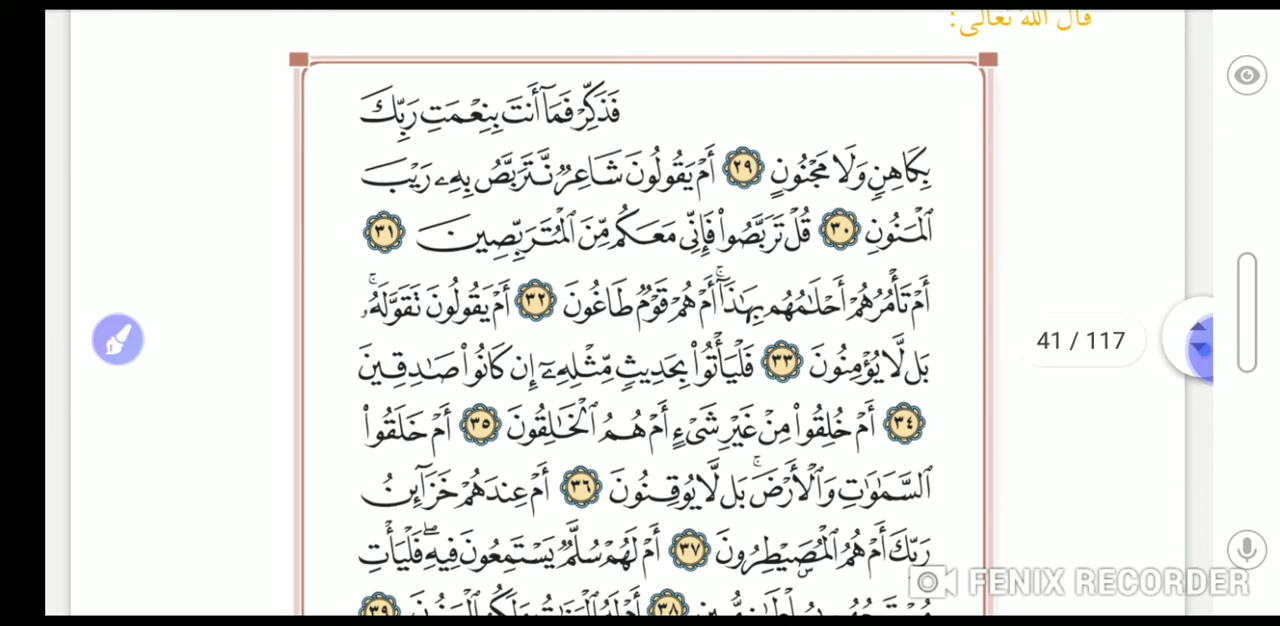 قال الله تعالى:
فَذَكِّرْ فَمَآ أَنتَ بِنِعْمَتِ رَبِّكَ
بِكَاهِنٍ وَلَا مَجْنُونٍ ٢٩ أَمْ يَقُولُونَ شَاعِرٌ نَّتَرَبَّصُ بِهِۦ رَيْبَ
ٱلْمَنُونِ ٣٠ قُلْ تَرَبَّصُوا۟ فَإِنِّى مَعَكُم مِّنَ ٱلْمُتَرَبِّصِينَ ٣١
أَمْ تَأْمُرُهُمْ أَحْلَٰمُهُم بِهَٰذَآ ۚ أَمْ هُمْ قَوْمٌ طَاغُونَ ٣٢ أَمْ يَقُولُونَ تَقَوَّلَهُۥ ۚ
بَل لَّا يُؤْمِنُونَ ٣٣ فَلْيَأْتُوا۟ بِحَدِيثٍ مِّثْلِهِۦٓ إِن كَانُوا۟ صَٰدِقِينَ
٣٤ أَمْ خُلِقُوا۟ مِنْ غَيْرِ شَىْءٍ أَمْ هُمُ ٱلْخَٰلِقُونَ ٣٥ أَمْ خَلَقُوا۟
ٱلسَّمَٰوَٰتِ وَٱلْأَرْضَ ۚ بَل لَّا يُوقِنُونَ ٣٦ أَمْ عِندَهُمْ خَزَآئِنُ
رَبِّكَ أَمْ هُمُ ٱلْمُصَۣيْطِرُونَ ٣٧ أَمْ لَهُمْ سُلَّمٌ يَسْتَمِعُونَ فِيهِ ۖ فَلْيَأْتِ
٣٨ ٣٩
41 / 117
FENIX RECORDER